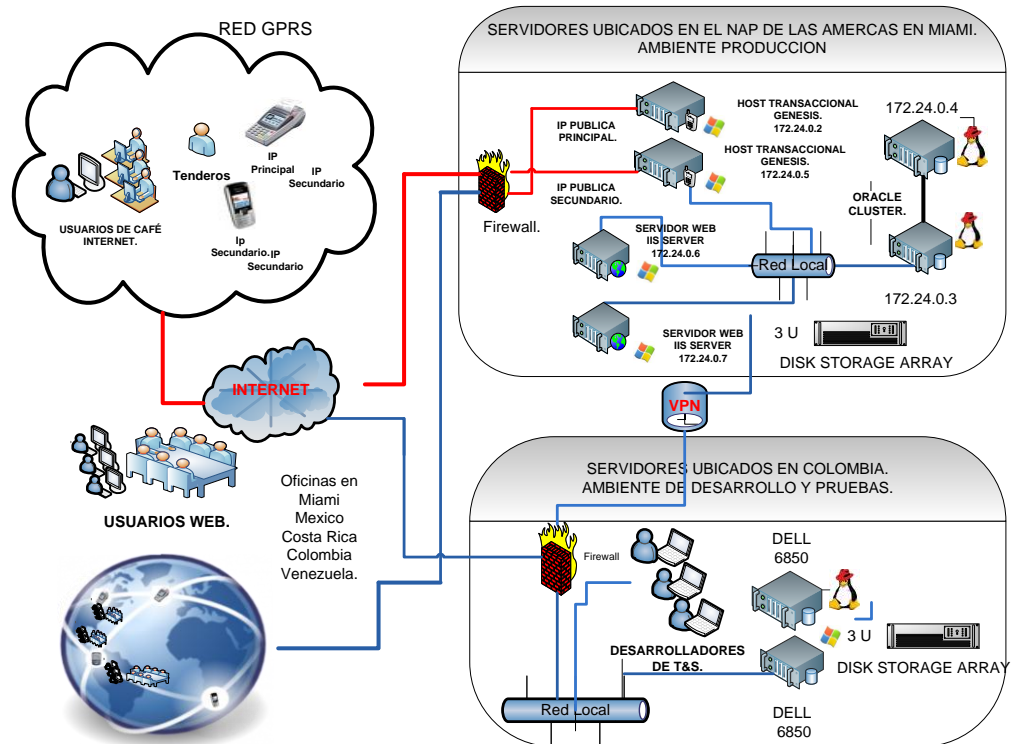 RED GPRS
Tenderos
IP
Principal
IP
Secundario
USUARIOS DE CAFÉ
INTERNET.
Ip
Secundario.
IP
Secundario
SERVIDORES UBICADOS EN EL NAP DE LAS AMERCAS EN MIAMI.
AMBIENTE PRODUCCION
IP PUBLICA
PRINCIPAL.
HOST TRANSACCIONAL
GENESIS.
172.24.0.2
172.24.0.4
HOST TRANSACCIONAL
GENESIS.
172.24.0.5
IP PUBLICA
SECUNDARIO.
Firewall.
ORACLE
CLUSTER.
SERVIDOR WEB
IIS SERVER
172.24.0.6
Red Local
172.24.0.3
SERVIDOR WEB
IIS SERVER
172.24.0.7
3 U
DISK STORAGE ARRAY
INTERNET
VPN
USUARIOS WEB.
Oficinas en
Miami
Mexico
Costa Rica
Colombia
Venezuela.
SERVIDORES UBICADOS EN COLOMBIA.
AMBIENTE DE DESARROLLO Y PRUEBAS.
Firewall
DELL
6850
DESARROLLADORES
DE T&S.
3 U
DISK STORAGE ARRAY
Red Local
DELL
6850